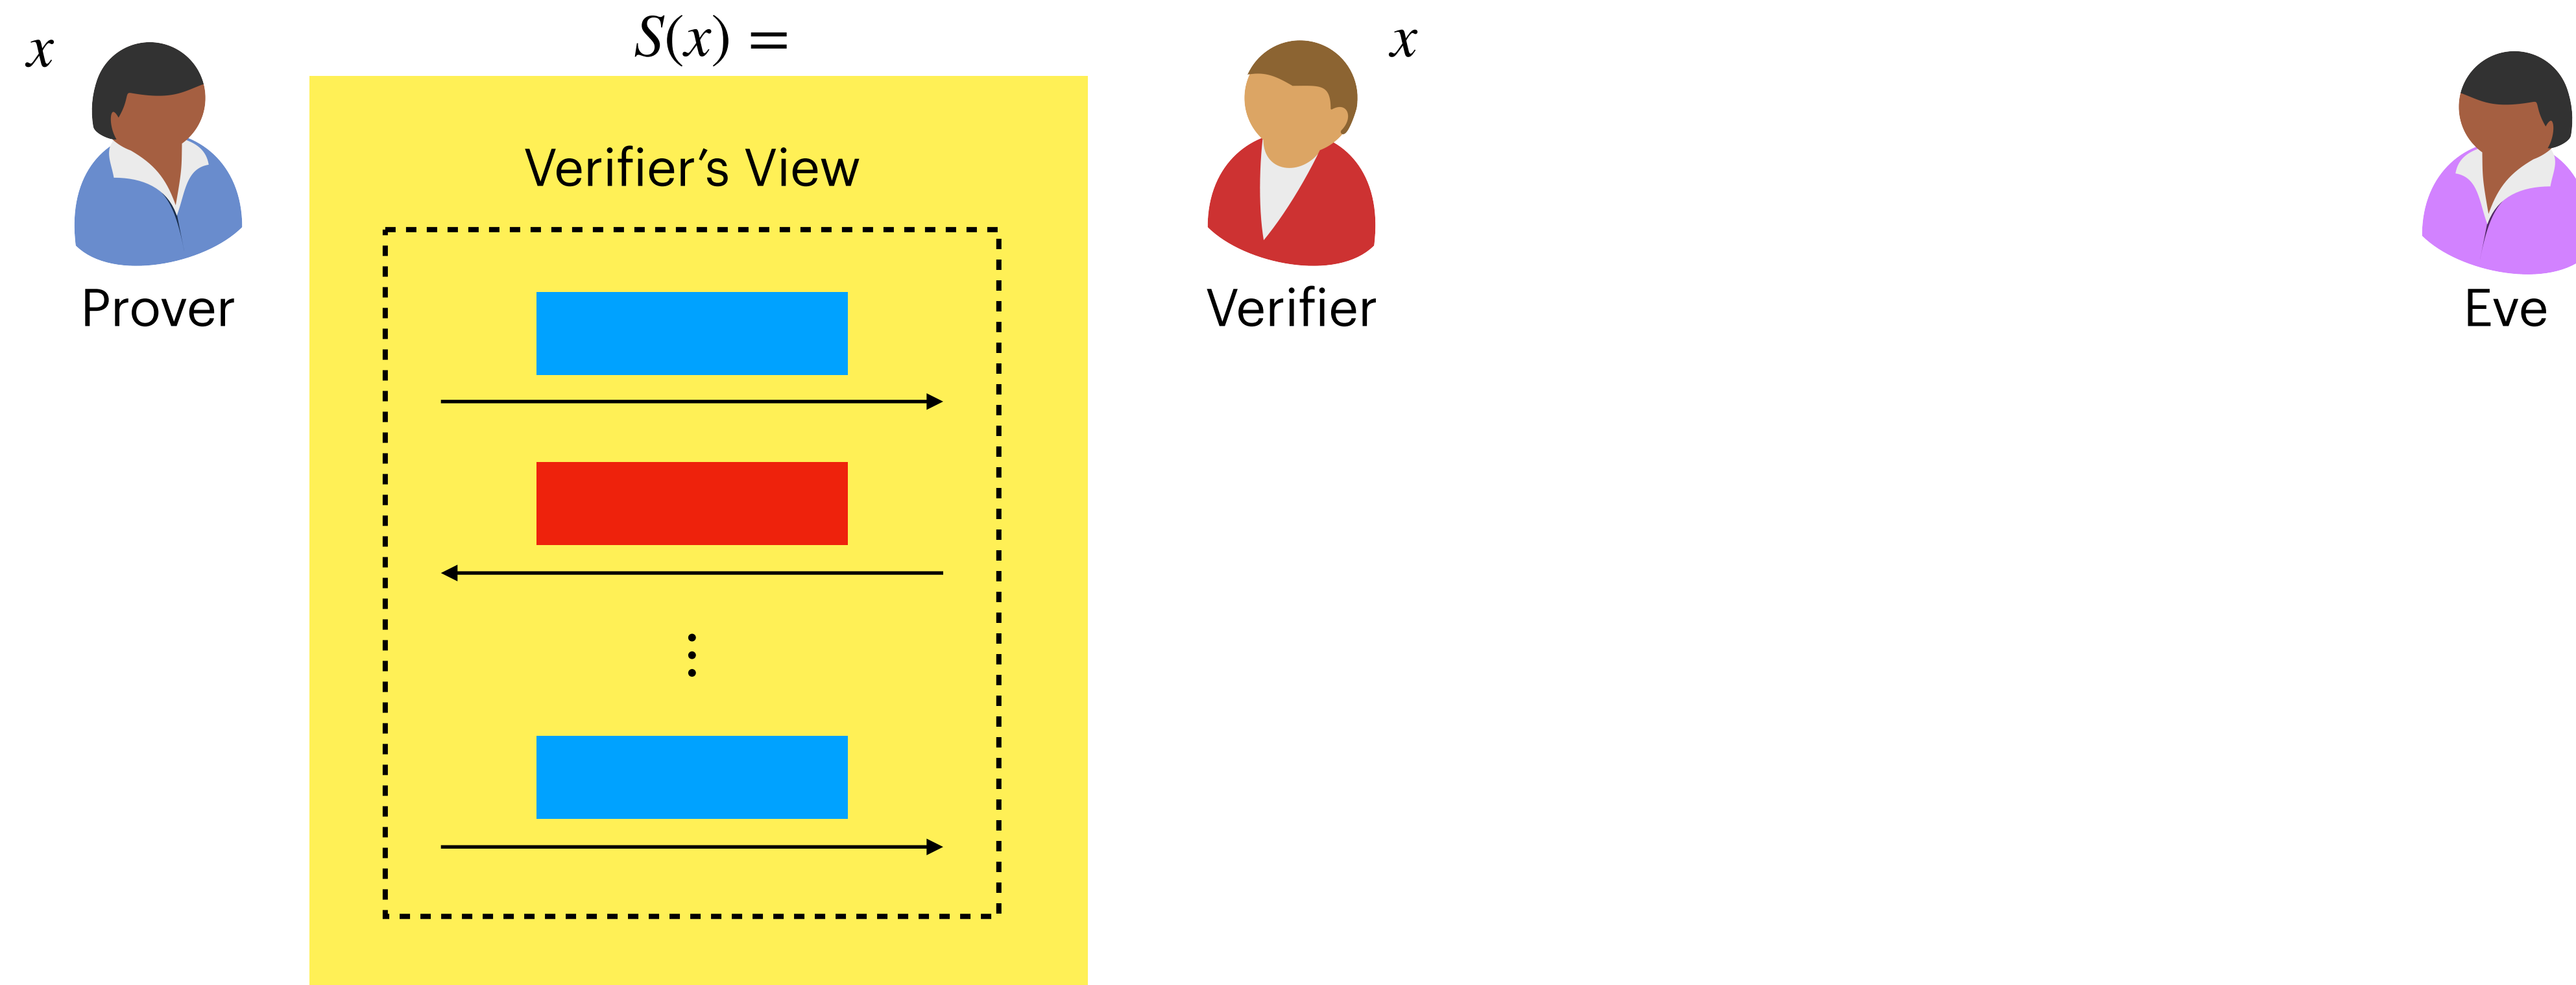 S(x) =
x
x
Verifier’s View
Prover
Verifier
Eve